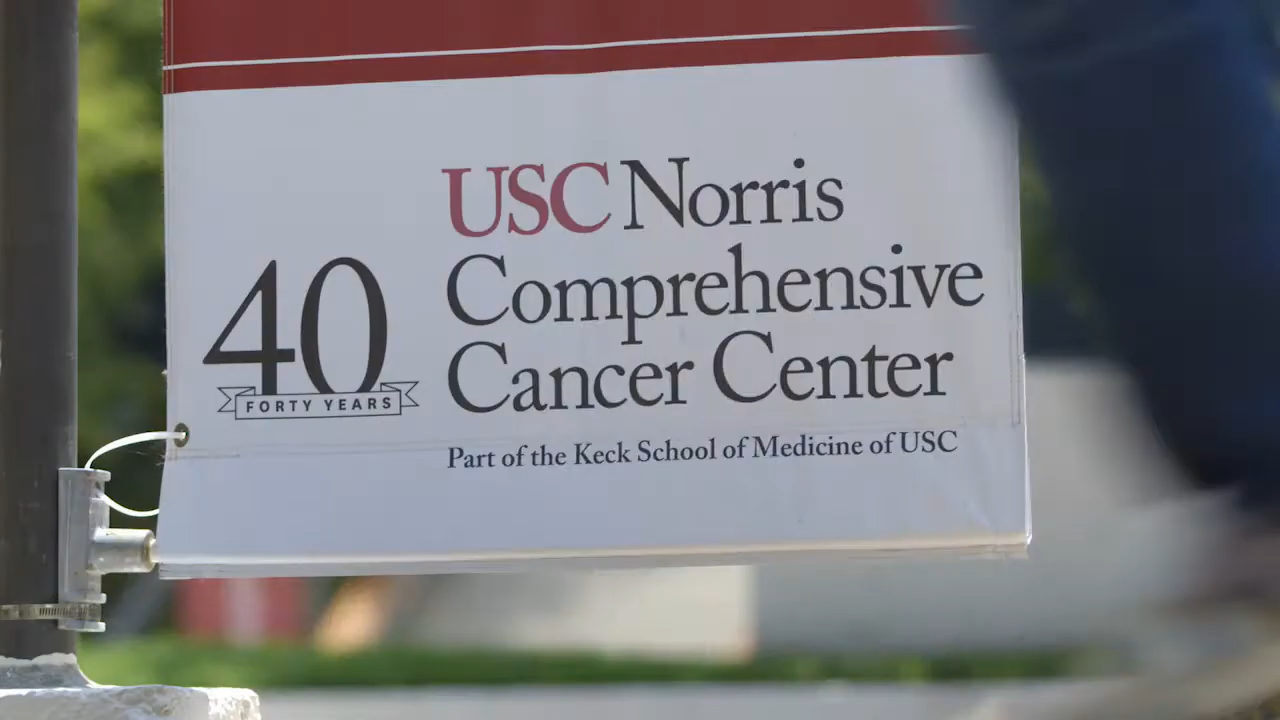 USC Norris
Comprehensive
Cancer Center
40
FORTY YEARS
Part of the Keck School of Medicine of USC